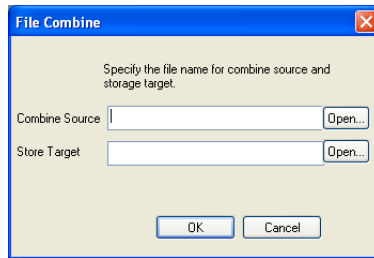 File Combine
Specify the file name for combine source and
storage target.
Combine Source Open...
Store Target Open...
OK Cancel